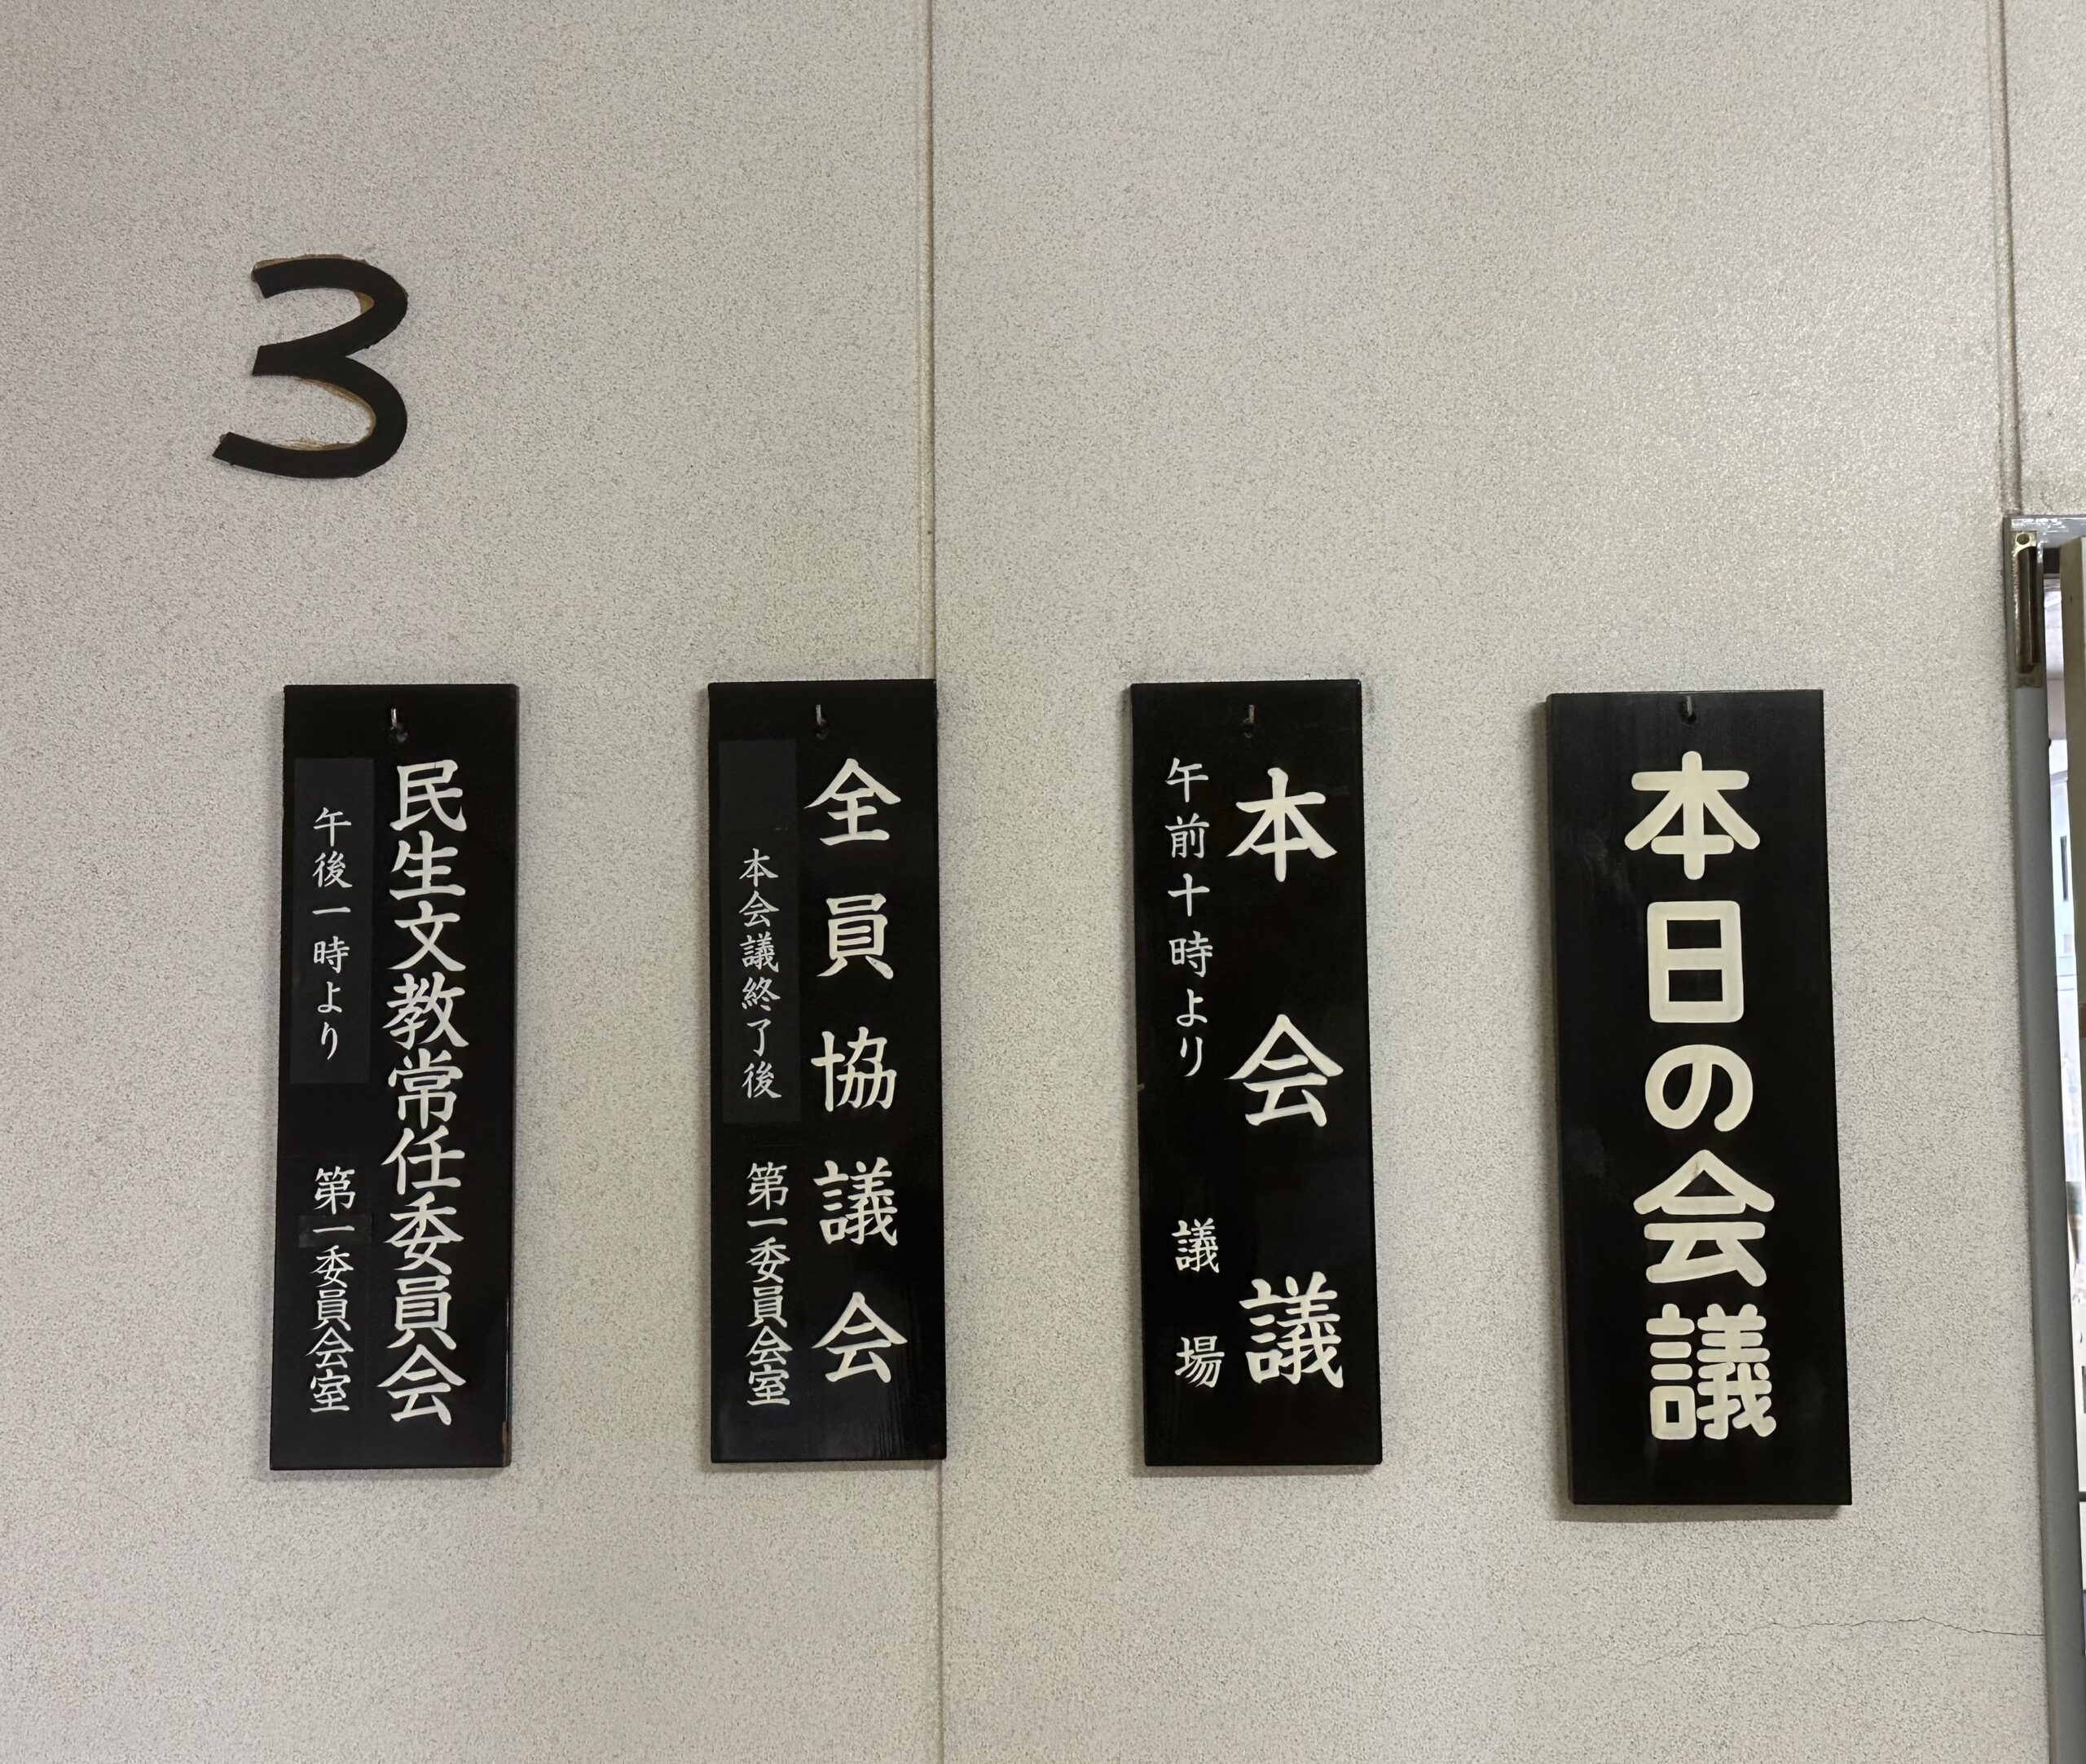 3
本日の会議
本会議
午前十時より 議場
全員協議会
本会議終了後 第一委員会室
民生文教常任委員会
午後一時より 第一委員会室